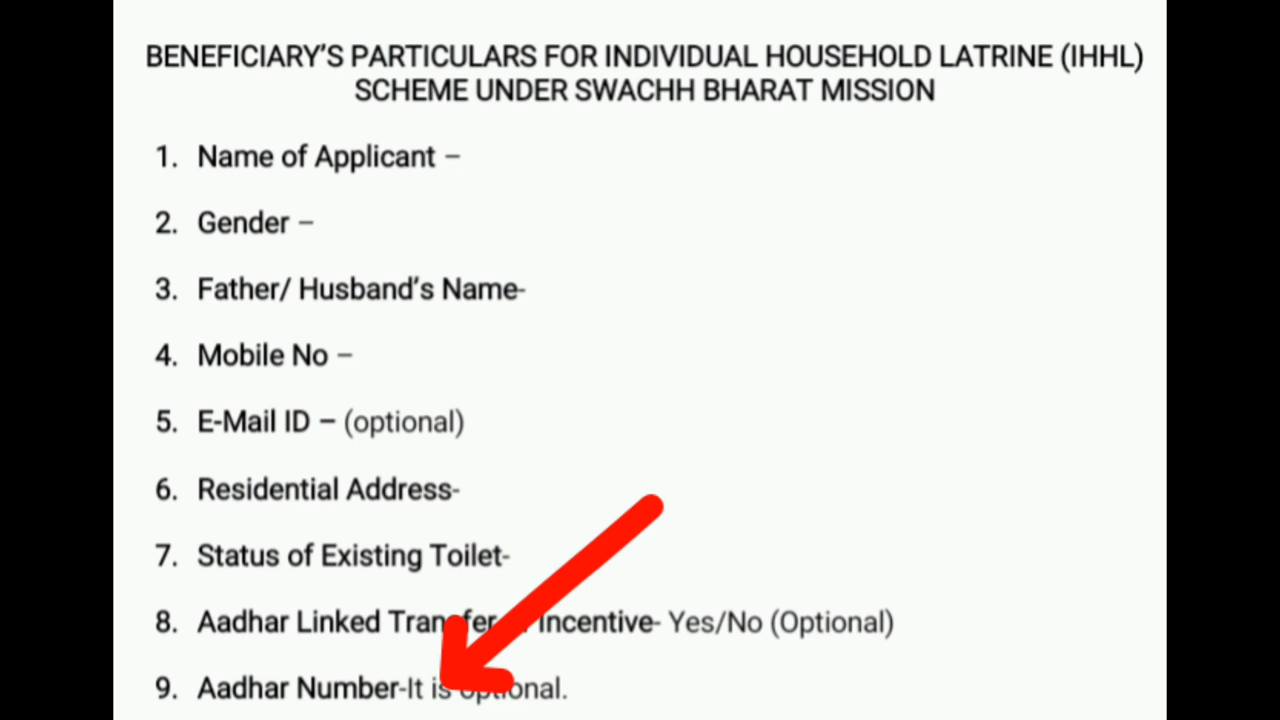 BENEFICIARY’S PARTICULARS FOR INDIVIDUAL HOUSEHOLD LATRINE (IHHL)
SCHEME UNDER SWACHH BHARAT MISSION
1. Name of Applicant –
2. Gender –
3. Father/ Husband’s Name-
4. Mobile No –
5. E-Mail ID – (optional)
6. Residential Address-
7. Status of Existing Toilet-
8. Aadhar Linked Transfer Incentive- Yes/No (Optional)
9. Aadhar Number-It is optional.